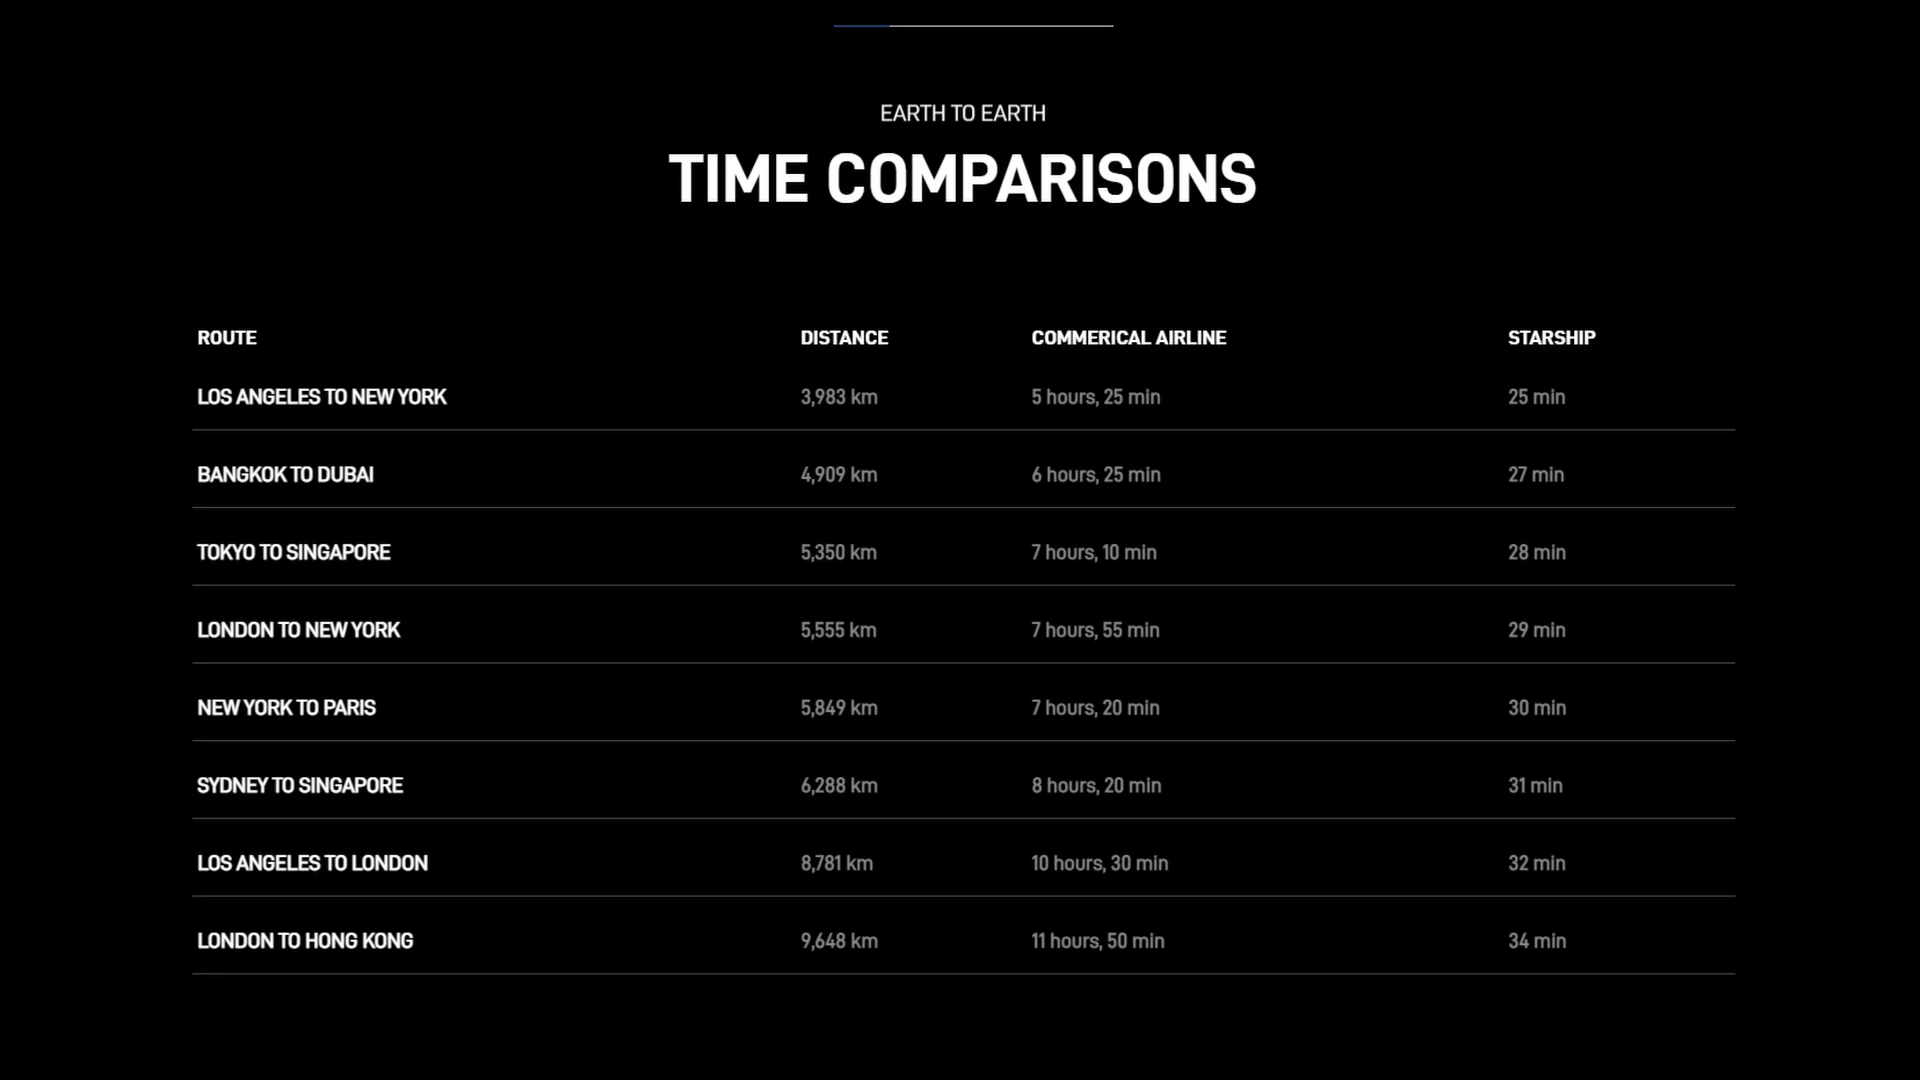 EARTH TO EARTH
TIME COMPARISONS
ROUTE DISTANCE COMMERICAL AIRLINE STARSHIP
LOS ANGELES TO NEW YORK 3,983 km 5 hours, 25 min 25 min
BANGKOK TO DUBAI 4,909 km 6 hours, 25 min 27 min
TOKYO TO SINGAPORE 5,350 km 7 hours, 10 min 28 min
LONDON TO NEW YORK 5,555 km 7 hours, 55 min 29 min
NEW YORK TO PARIS 5,849 km 7 hours, 20 min 30 min
SYDNEY TO SINGAPORE 6,288 km 8 hours, 20 min 31 min
LOS ANGELES TO LONDON 8,781 km 10 hours, 30 min 32 min
LONDON TO HONG KONG 9,648 km 11 hours, 50 min 34 min